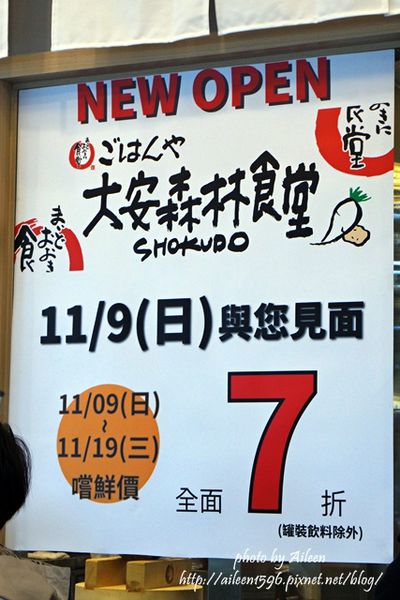 NEW OPEN
ごはんや
大安森林食堂
SHOKUDO
まいどおおき
食
食堂
11/9(日)與您見面
11/09(日)
~
11/19(三)
嚐鮮價
全面7折
(罐裝飲料除外)
photo by Aileen
http://aileen1596.pixnet.net/blog/